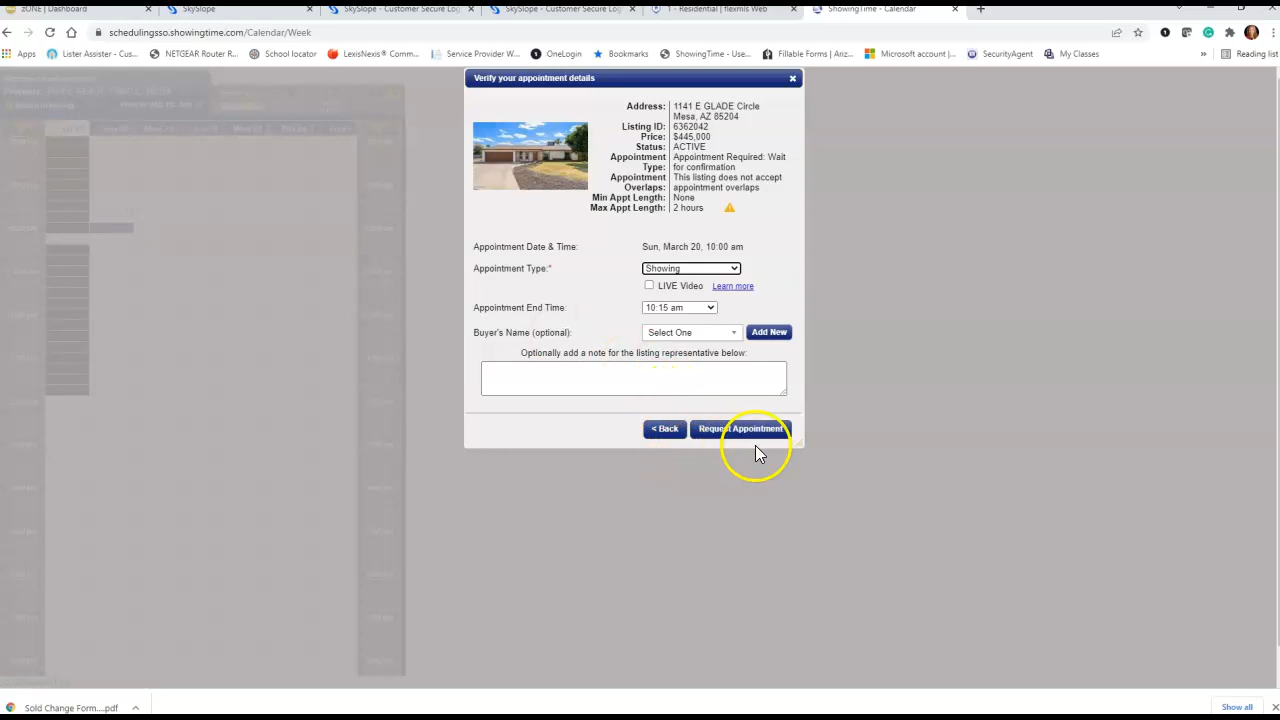 zONE | Dashboard
SkySlope
SkySlope - Customer Secure Log
SkySlope - Customer Secure Logi
1 - Residential | flexmls Web
ShowingTime - Calendar
schedulingsso.showingtime.com/Calendar/Week
Apps
Lister Assister - Cus...
NETGEAR Router R...
School locator
LexisNexis® Comm...
Service Provider W...
OneLogin
Bookmarks
ShowingTime - Use...
Fillable Forms | Ariz...
Microsoft account |...
SecurityAgent
My Classes
»
Reading list
Verify your appointment details
Address: 1141 E GLADE Circle
Mesa, AZ 85204
Listing ID: 6362042
Price: $445,000
Status: ACTIVE
Appointment Appointment Required: Wait
Type: for confirmation
Appointment This listing does not accept
Overlaps: appointment overlaps
Min Appt Length: None
Max Appt Length: 2 hours
Appointment Date & Time: Sun, March 20, 10:00 am
Appointment Type:* Showing
LIVE Video Learn more
Appointment End Time: 10:15 am
Buyer's Name (optional): Select One Add New
Optionally add a note for the listing representative below:
< Back Request Appointment
Sold Change Form....pdf
Show all